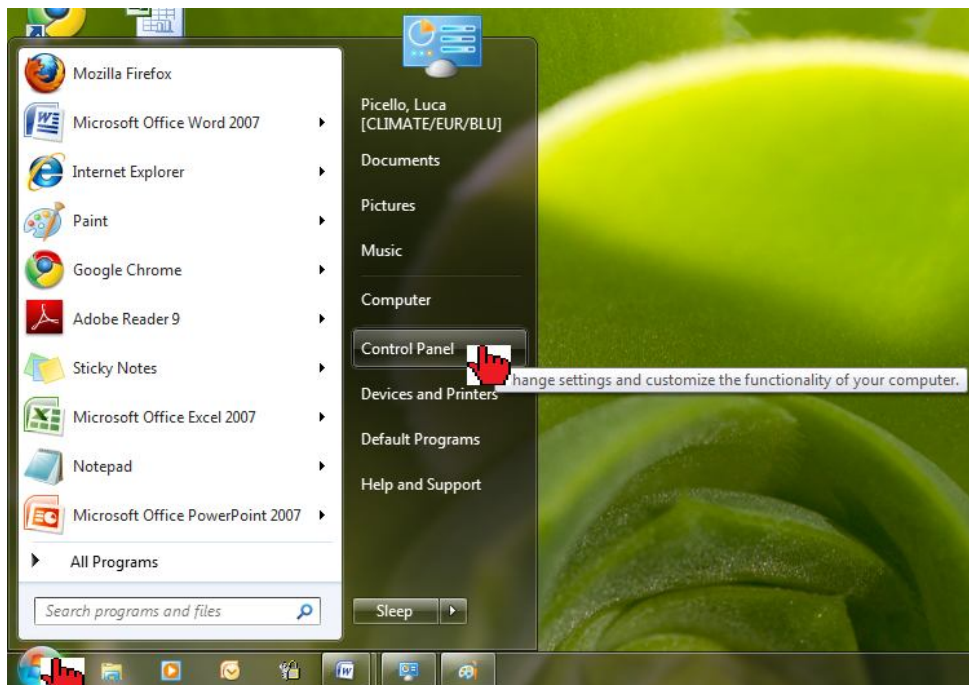 Mozilla Firefox
Microsoft Office Word 2007
Internet Explorer
Paint
Google Chrome
Adobe Reader 9
Sticky Notes
Microsoft Office Excel 2007
Notepad
Microsoft Office PowerPoint 2007
All Programs
Search programs and files
Picello, Luca
[CLIMATE/EUR/BLU]
Documents
Pictures
Music
Computer
Control Panel
hange settings and customize the functionality of your computer.
Devices and Printers
Default Programs
Help and Support
Sleep